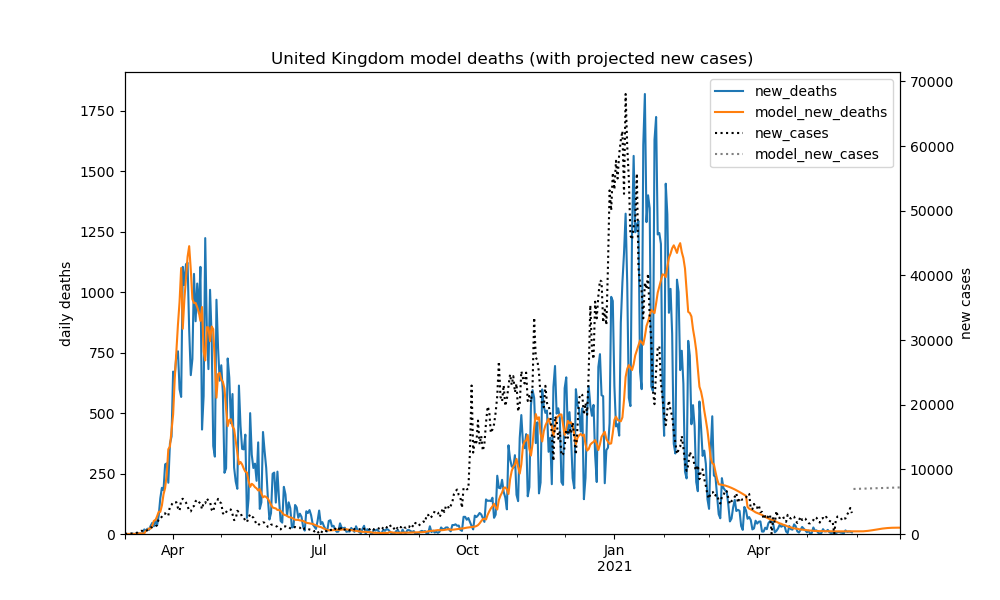 United Kingdom model deaths (with projected new cases)
new_deaths
model_new_deaths
new_cases
model_new_cases
daily deaths
1750
1500
1250
1000
750
500
250
0
new cases
70000
60000
50000
40000
30000
20000
10000
0
Apr
Jul
Oct
Jan
2021
Apr